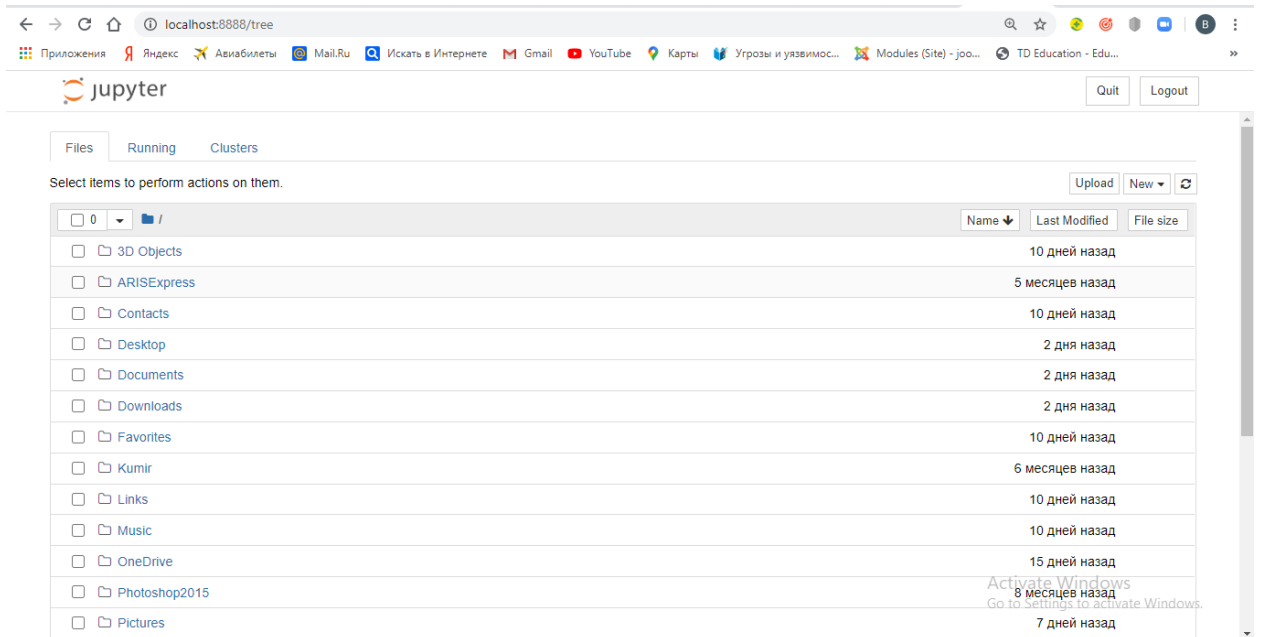 localhost:8888/tree
B
Приложения Яндекс Авиабилеты Mail.Ru Искать в Интернете Gmail YouTube Карты Угрозы и уязвимос... Modules (Site) - joo... TD Education - Edu... »
jupyter Quit Logout
Files Running Clusters
Select items to perform actions on them. Upload New
0 / Name Last Modified File size
3D Objects 10 дней назад
ARISExpress 5 месяцев назад
Contacts 10 дней назад
Desktop 2 дня назад
Documents 2 дня назад
Downloads 2 дня назад
Favorites 10 дней назад
Kumir 6 месяцев назад
Links 10 дней назад
Music 10 дней назад
OneDrive 15 дней назад
Activate Windows
Photoshop2015 8 месяцев назад
Go to Settings to activate Windows.
Pictures 7 дней назад